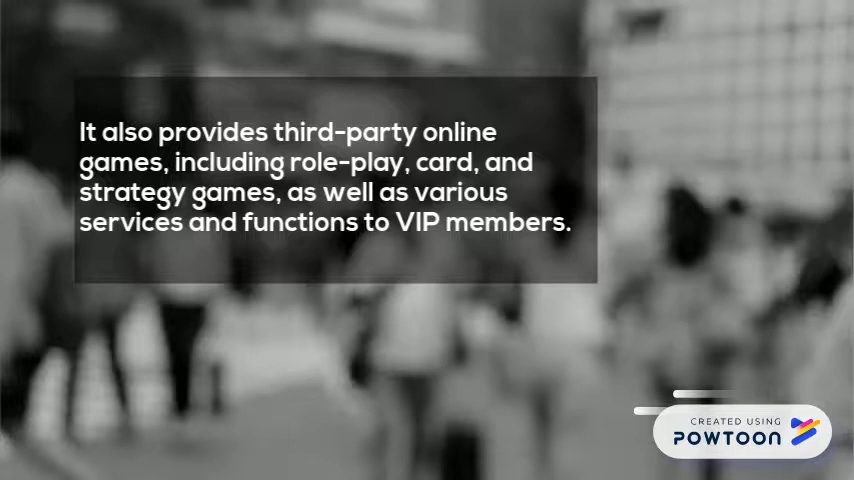 It also provides third-party online
games, including role-play, card, and
strategy games, as well as various
services and functions to VIP members.
CREATED USING
POWTOON